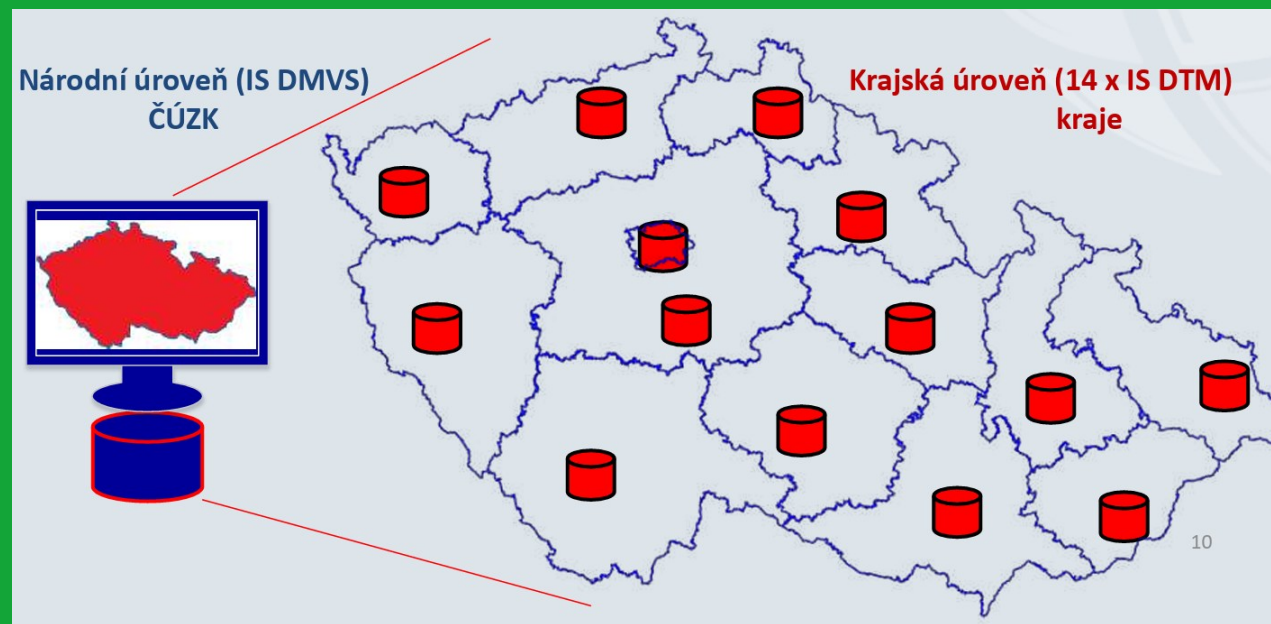 Národní úroveň (IS DMVS)
ČÚZK
Krajská úroveň (14 x IS DTM)
kraje
10